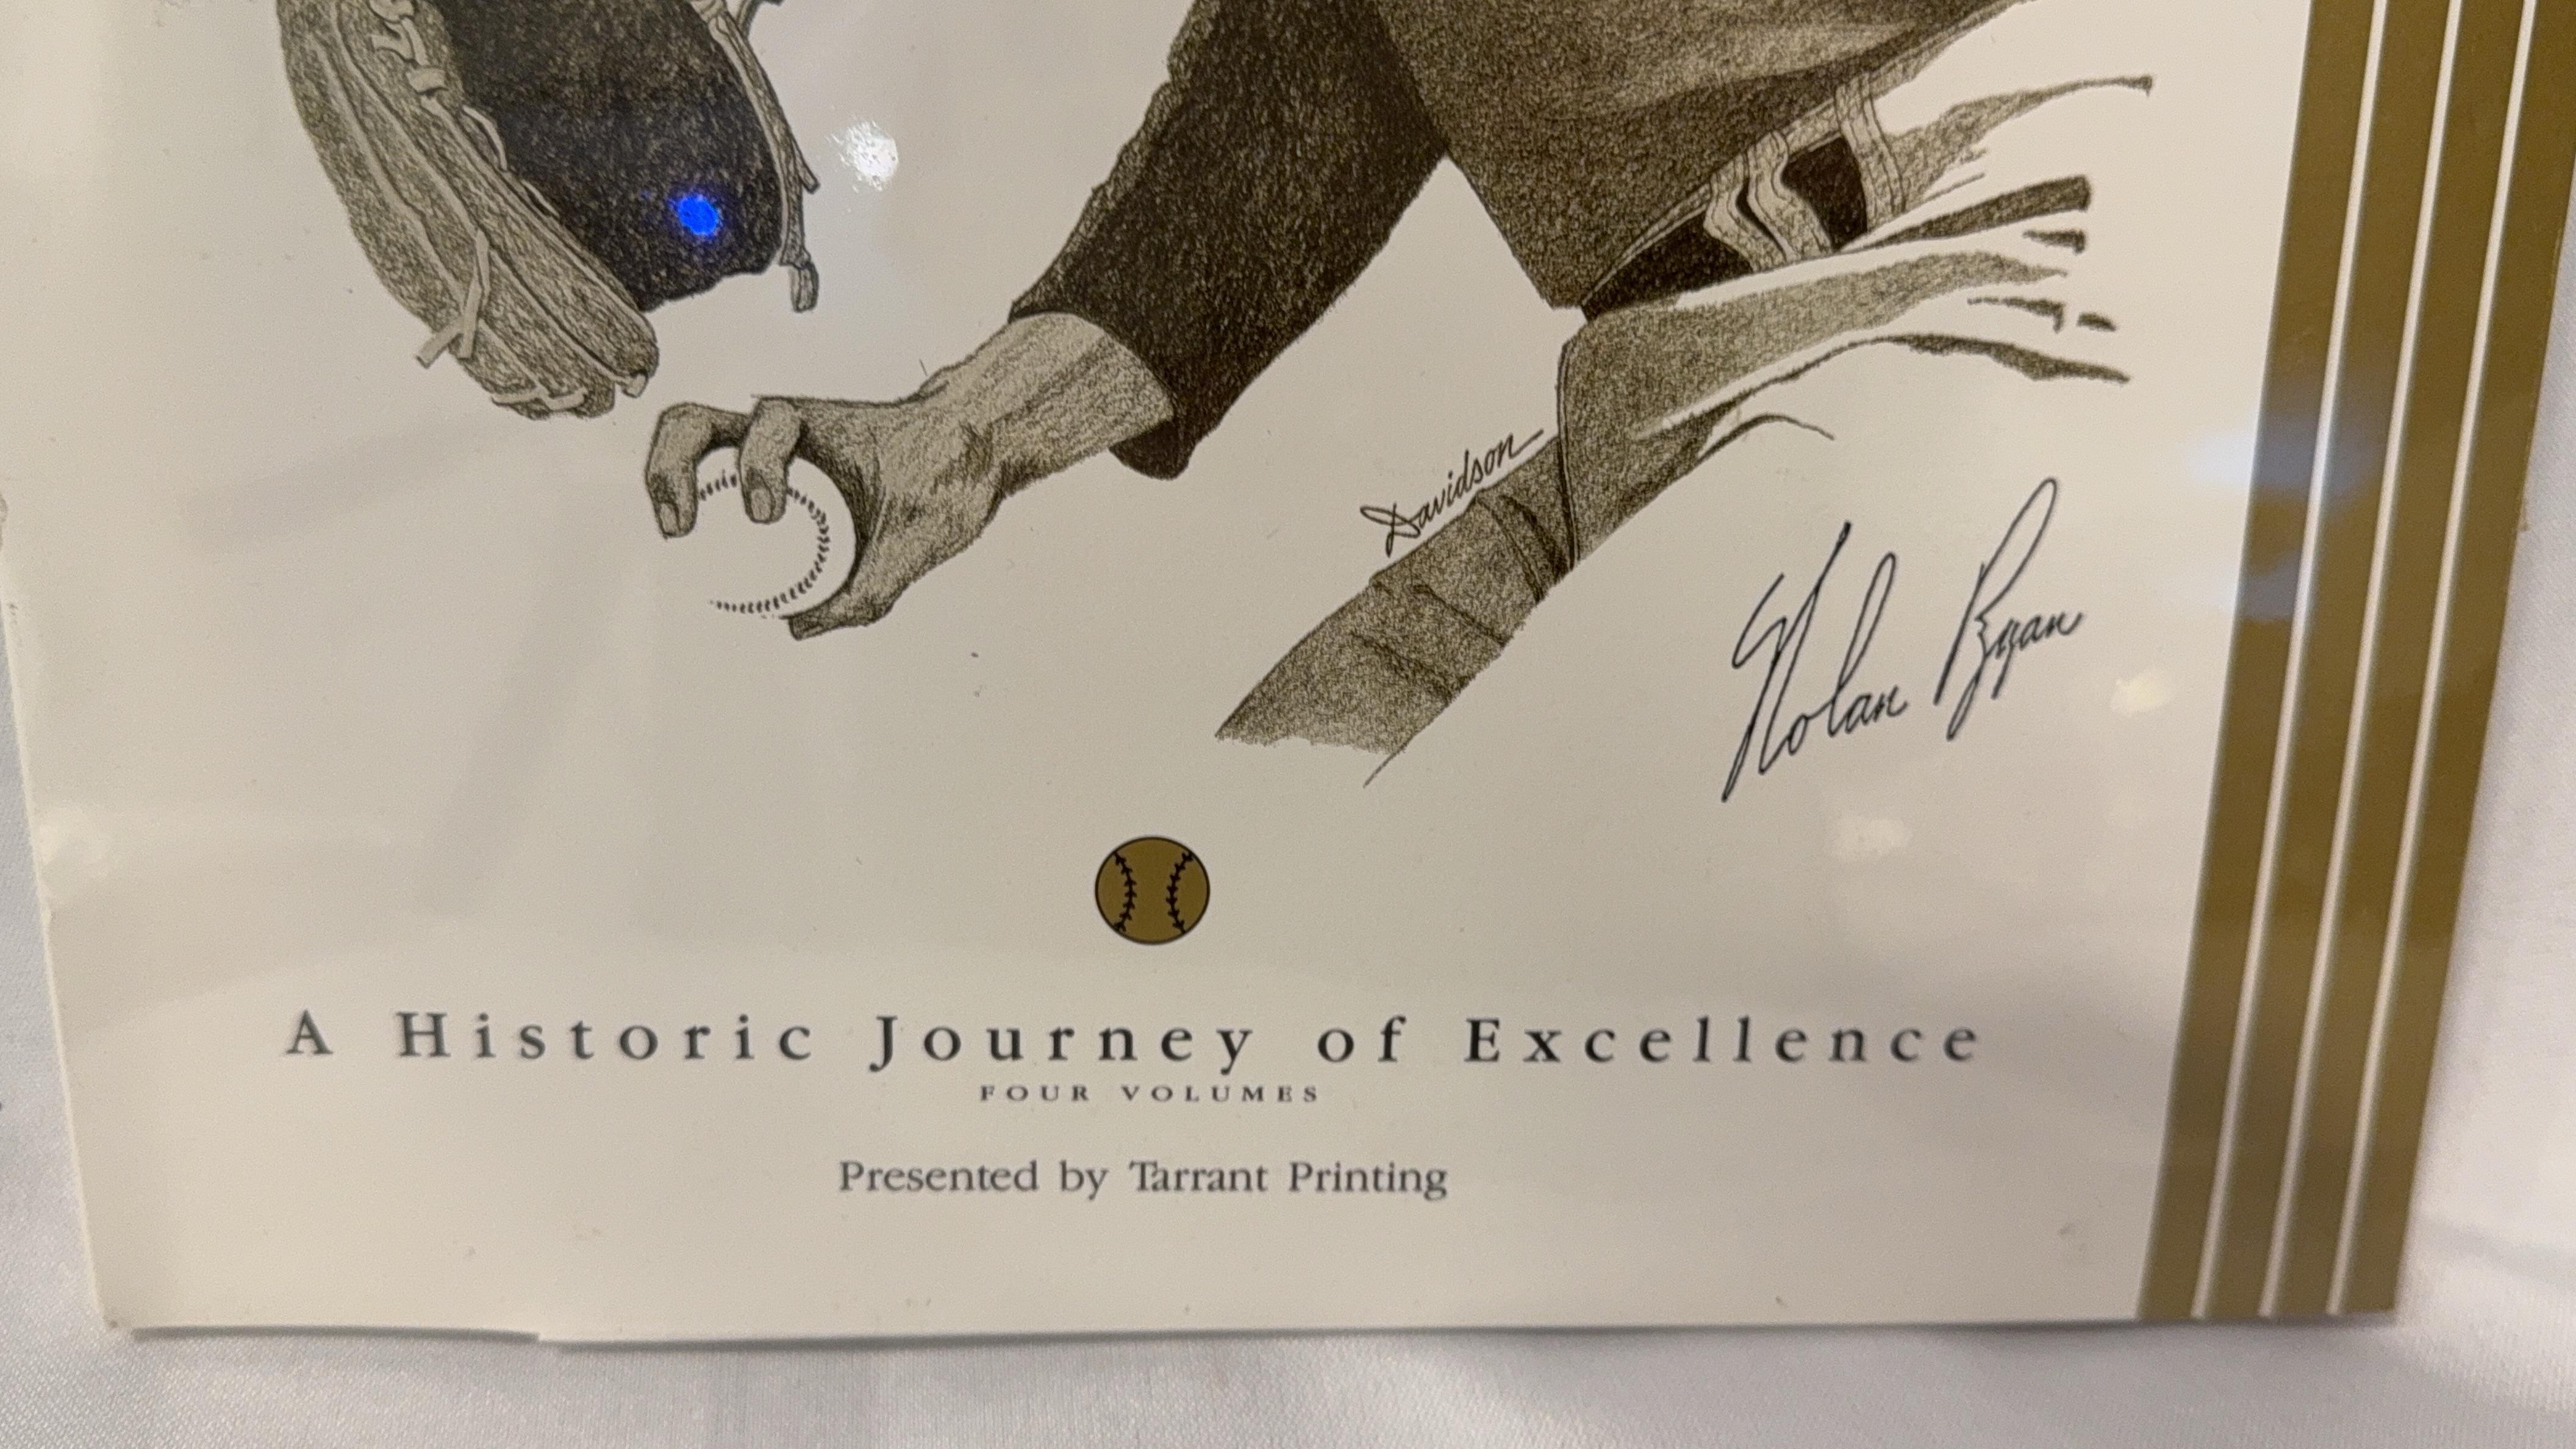 Davidson
Nolan Ryan
A Historic Journey of Excellence
FOUR VOLUMES
Presented by Tarrant Printing